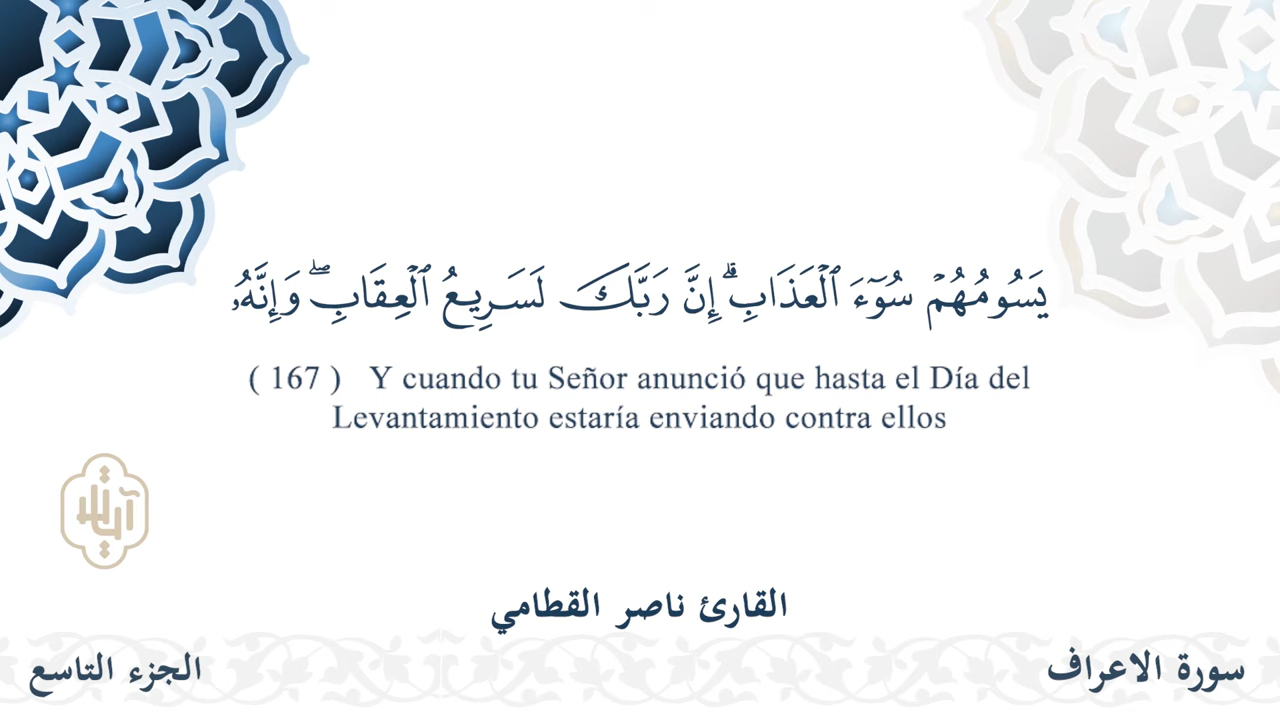 يَسُومُهُمۡ سُوٓءَ ٱلۡعَذَابِۗ إِنَّ رَبَّكَ لَسَرِيعُ ٱلۡعِقَابِۖ وَإِنَّهُۥ
( 167 ) Y cuando tu Señor anunció que hasta el Día del
Levantamiento estaría enviando contra ellos
القارئ ناصر القطامي
سورة الاعراف
الجزء التاسع